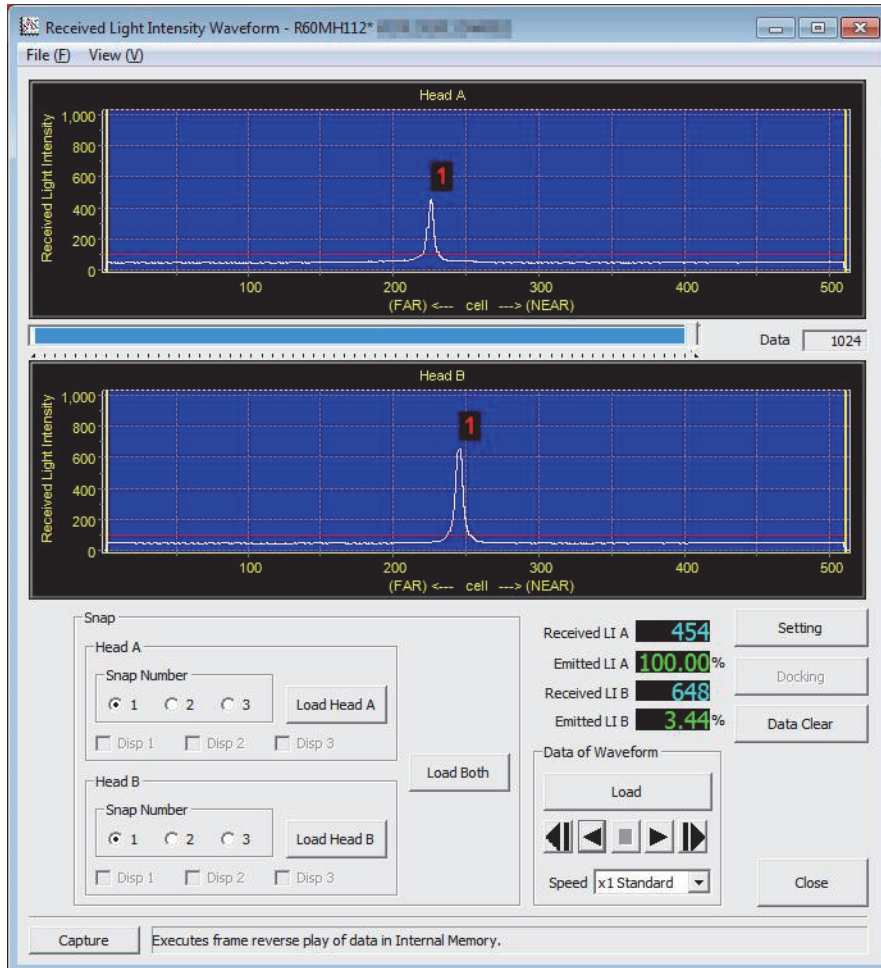 Received Light Intensity Waveform - R60MH112*
File (F) View (V)
Head A
Received Light Intensity
1,000
800
600
400
200
0
1
100 200 300 400 500
(FAR) <--- cell ---> (NEAR)
Data 1024
Head B
Received Light Intensity
1,000
800
600
400
200
0
1
100 200 300 400 500
(FAR) <--- cell ---> (NEAR)
Snap
Head A
Snap Number
1 2 3
Load Head A
Disp 1 Disp 2 Disp 3
Head B
Snap Number
1 2 3
Load Head B
Disp 1 Disp 2 Disp 3
Load Both
Received LI A 454
Emitted LI A 100.00 %
Received LI B 648
Emitted LI B 3.44 %
Setting
Docking
Data Clear
Data of Waveform
Load
Speed x1 Standard
Close
Capture Executes frame reverse play of data in Internal Memory.